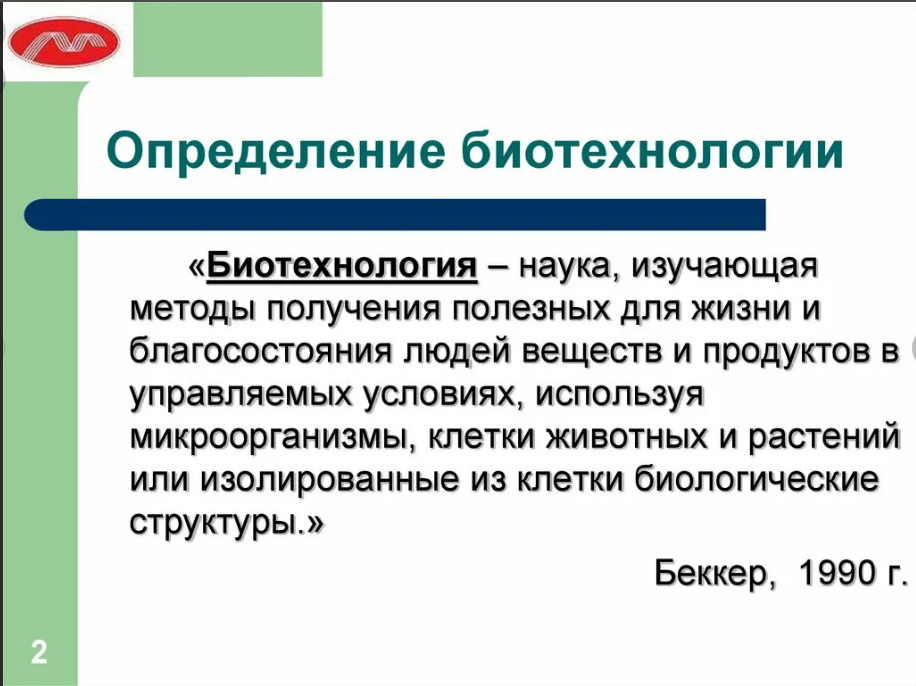 Определение биотехнологии
«Биотехнология – наука, изучающая
методы получения полезных для жизни и
благосостояния людей веществ и продуктов в
управляемых условиях, используя
микроорганизмы, клетки животных и растений
или изолированные из клетки биологические
структуры.»
Беккер, 1990 г.
2